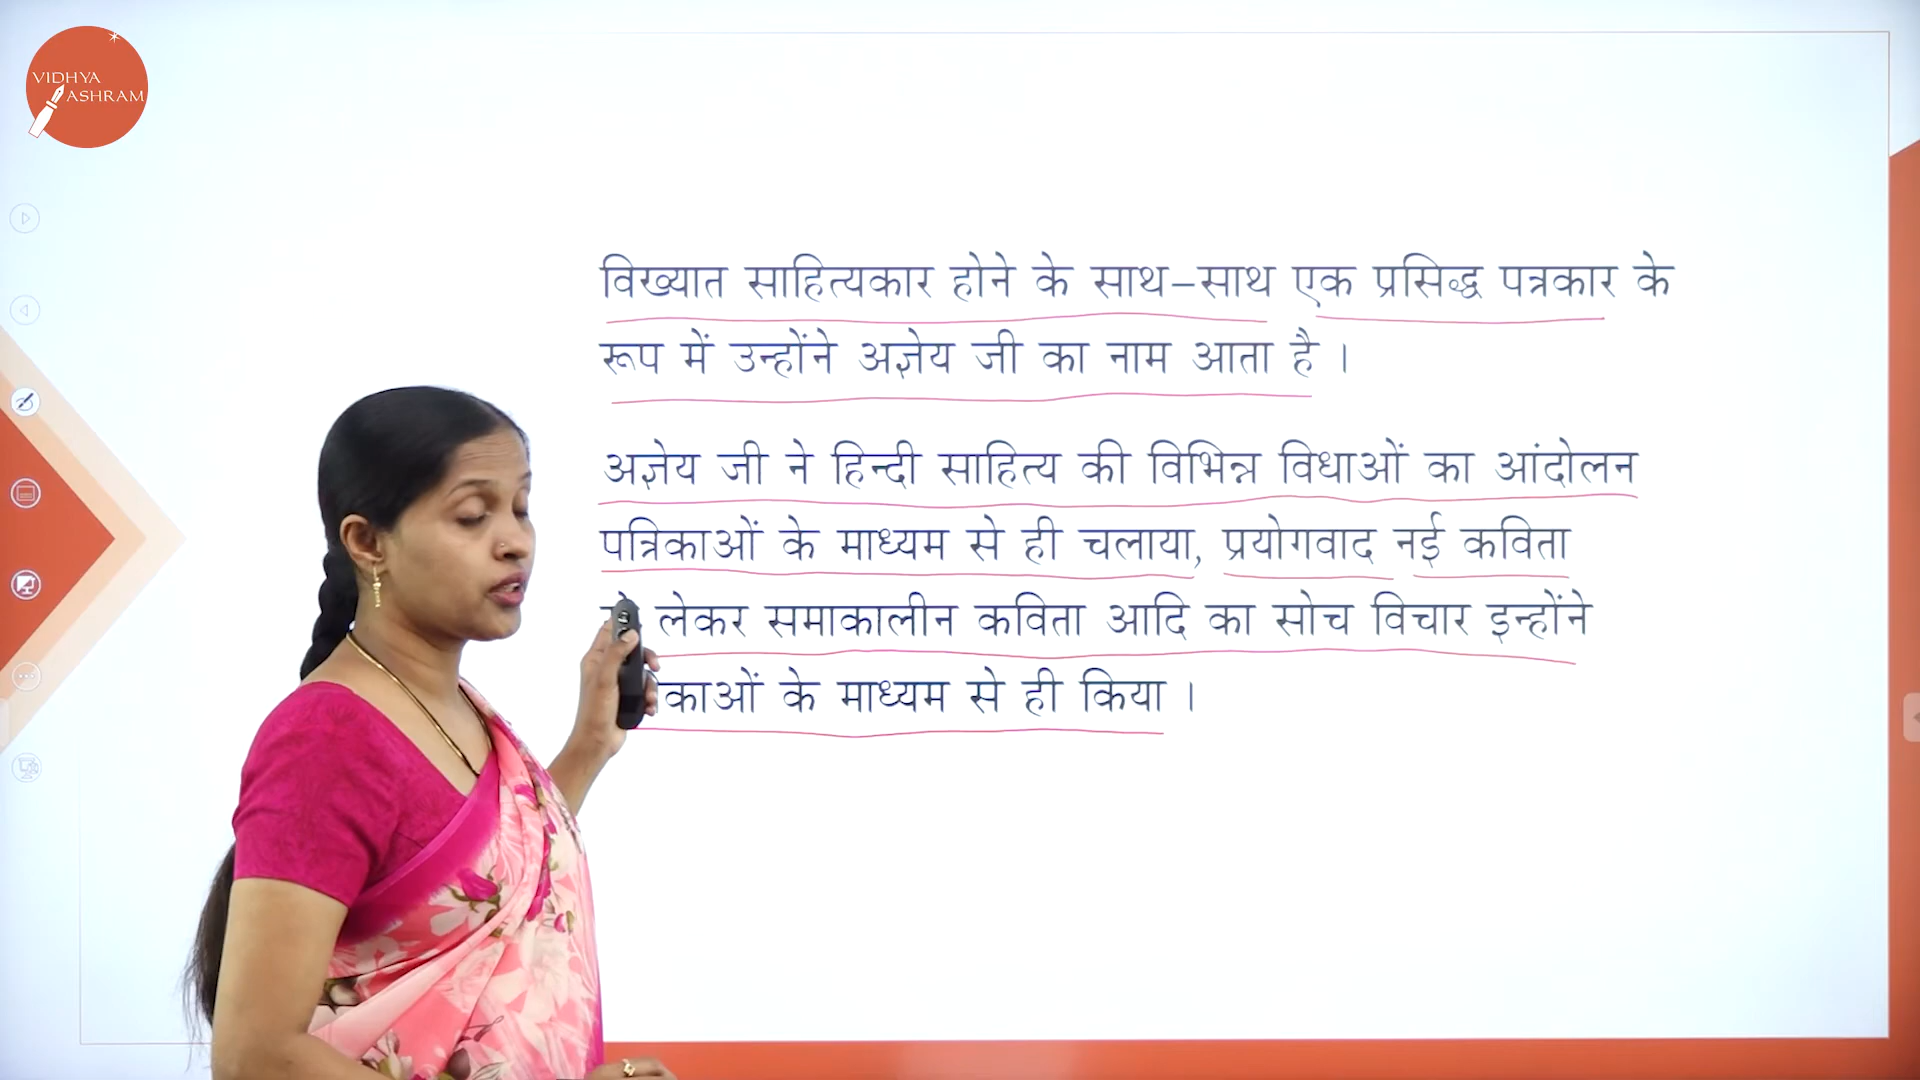 VIDHYA
ASHRAM
विख्यात साहित्यकार होने के साथ-साथ एक प्रसिद्ध पत्रकार के
रूप में उन्होंने अज्ञेय जी का नाम आता है ।
अज्ञेय जी ने हिन्दी साहित्य की विभिन्न विधाओं का आंदोलन
पत्रिकाओं के माध्यम से ही चलाया, प्रयोगवाद नई कविता
लेकर समाकालीन कविता आदि का सोच विचार इन्होंने
के माध्यम से ही किया ।